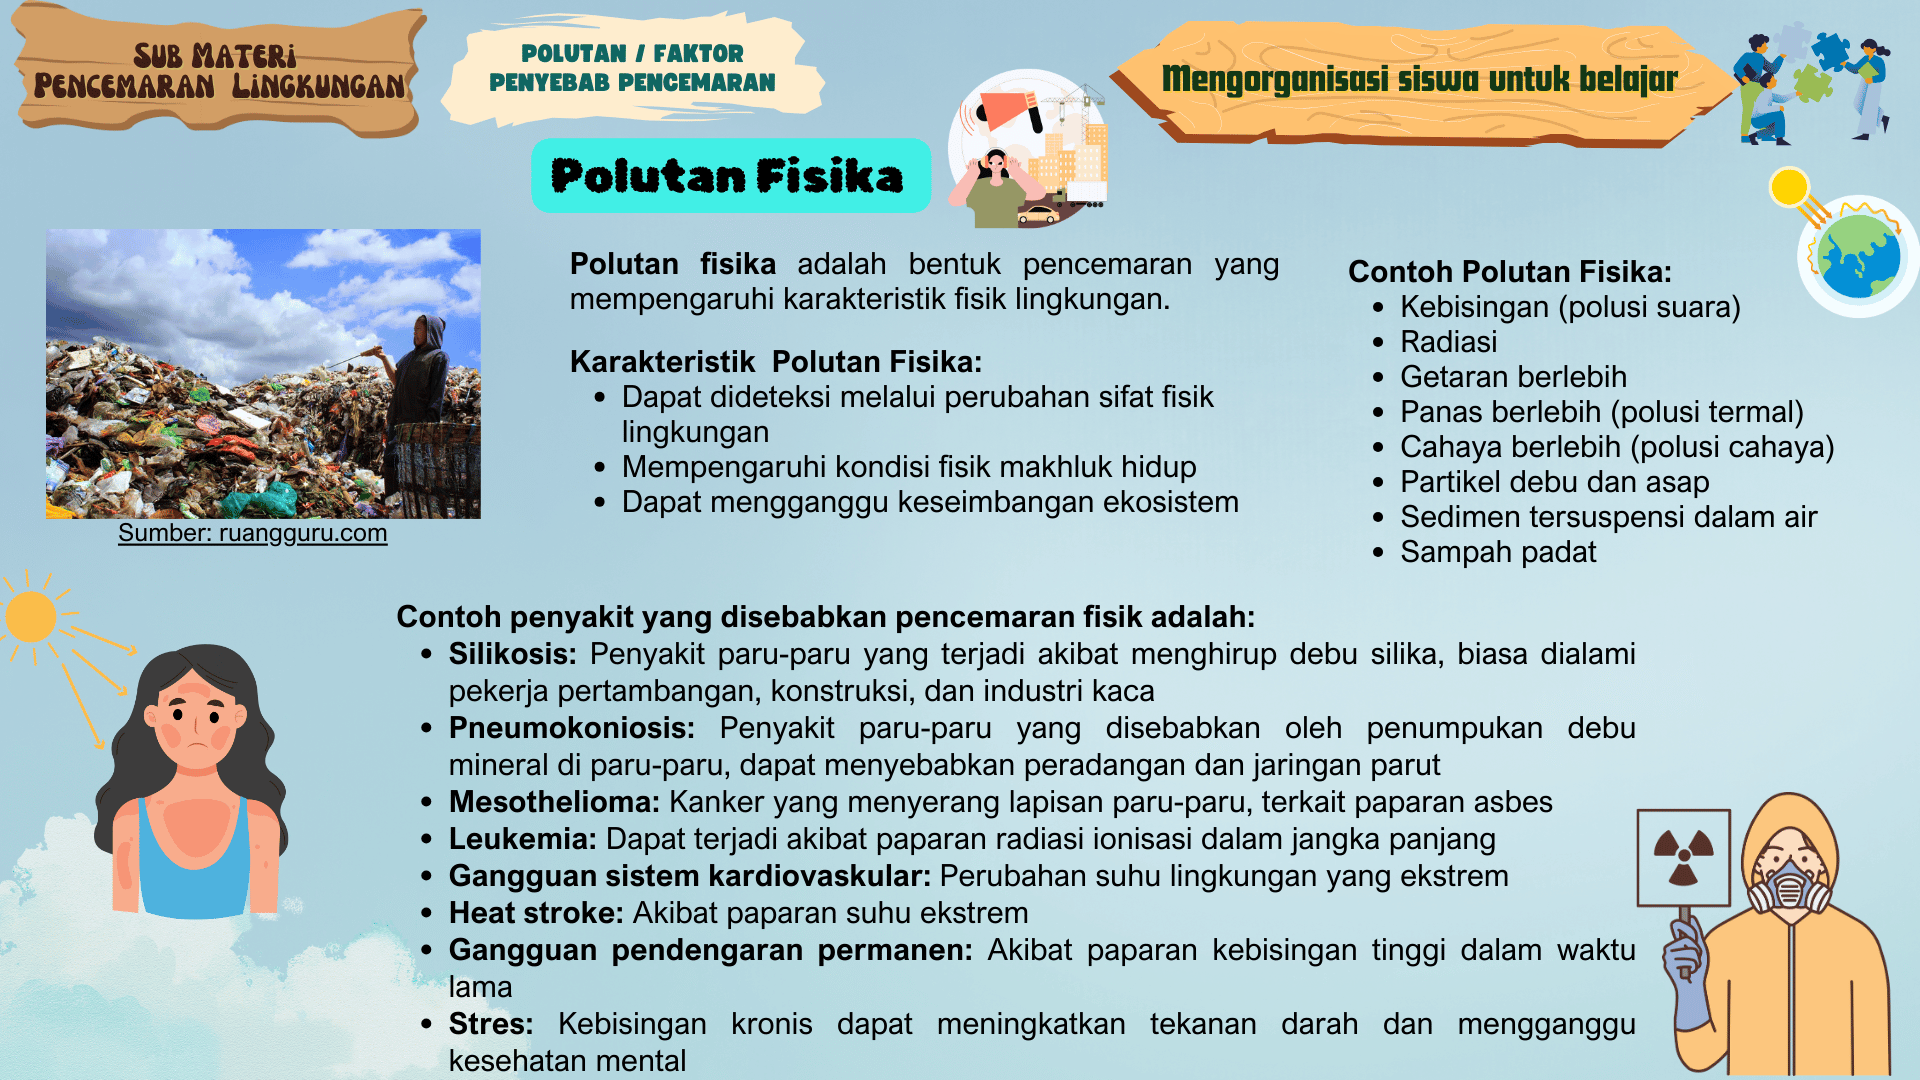 Sub Materi
Pencemaran Lingkungan
POLUTAN / FAKTOR
PENYEBAB PENCEMARAN
Mengorganisasi siswa untuk belajar
Polutan Fisika
Sumber: ruangguru.com
Polutan fisika adalah bentuk pencemaran yang
mempengaruhi karakteristik fisik lingkungan.
Karakteristik Polutan Fisika:
• Dapat dideteksi melalui perubahan sifat fisik
lingkungan
• Mempengaruhi kondisi fisik makhluk hidup
• Dapat mengganggu keseimbangan ekosistem
Contoh Polutan Fisika:
• Kebisingan (polusi suara)
• Radiasi
• Getaran berlebih
• Panas berlebih (polusi termal)
• Cahaya berlebih (polusi cahaya)
• Partikel debu dan asap
• Sedimen tersuspensi dalam air
• Sampah padat
Contoh penyakit yang disebabkan pencemaran fisik adalah:
• Silikosis: Penyakit paru-paru yang terjadi akibat menghirup debu silika, biasa dialami
pekerja pertambangan, konstruksi, dan industri kaca
• Pneumokoniosis: Penyakit paru-paru yang disebabkan oleh penumpukan debu
mineral di paru-paru, dapat menyebabkan peradangan dan jaringan parut
• Mesothelioma: Kanker yang menyerang lapisan paru-paru, terkait paparan asbes
• Leukemia: Dapat terjadi akibat paparan radiasi ionisasi dalam jangka panjang
• Gangguan sistem kardiovaskular: Perubahan suhu lingkungan yang ekstrem
• Heat stroke: Akibat paparan suhu ekstrem
• Gangguan pendengaran permanen: Akibat paparan kebisingan tinggi dalam waktu
lama
• Stres: Kebisingan kronis dapat meningkatkan tekanan darah dan mengganggu
kesehatan mental